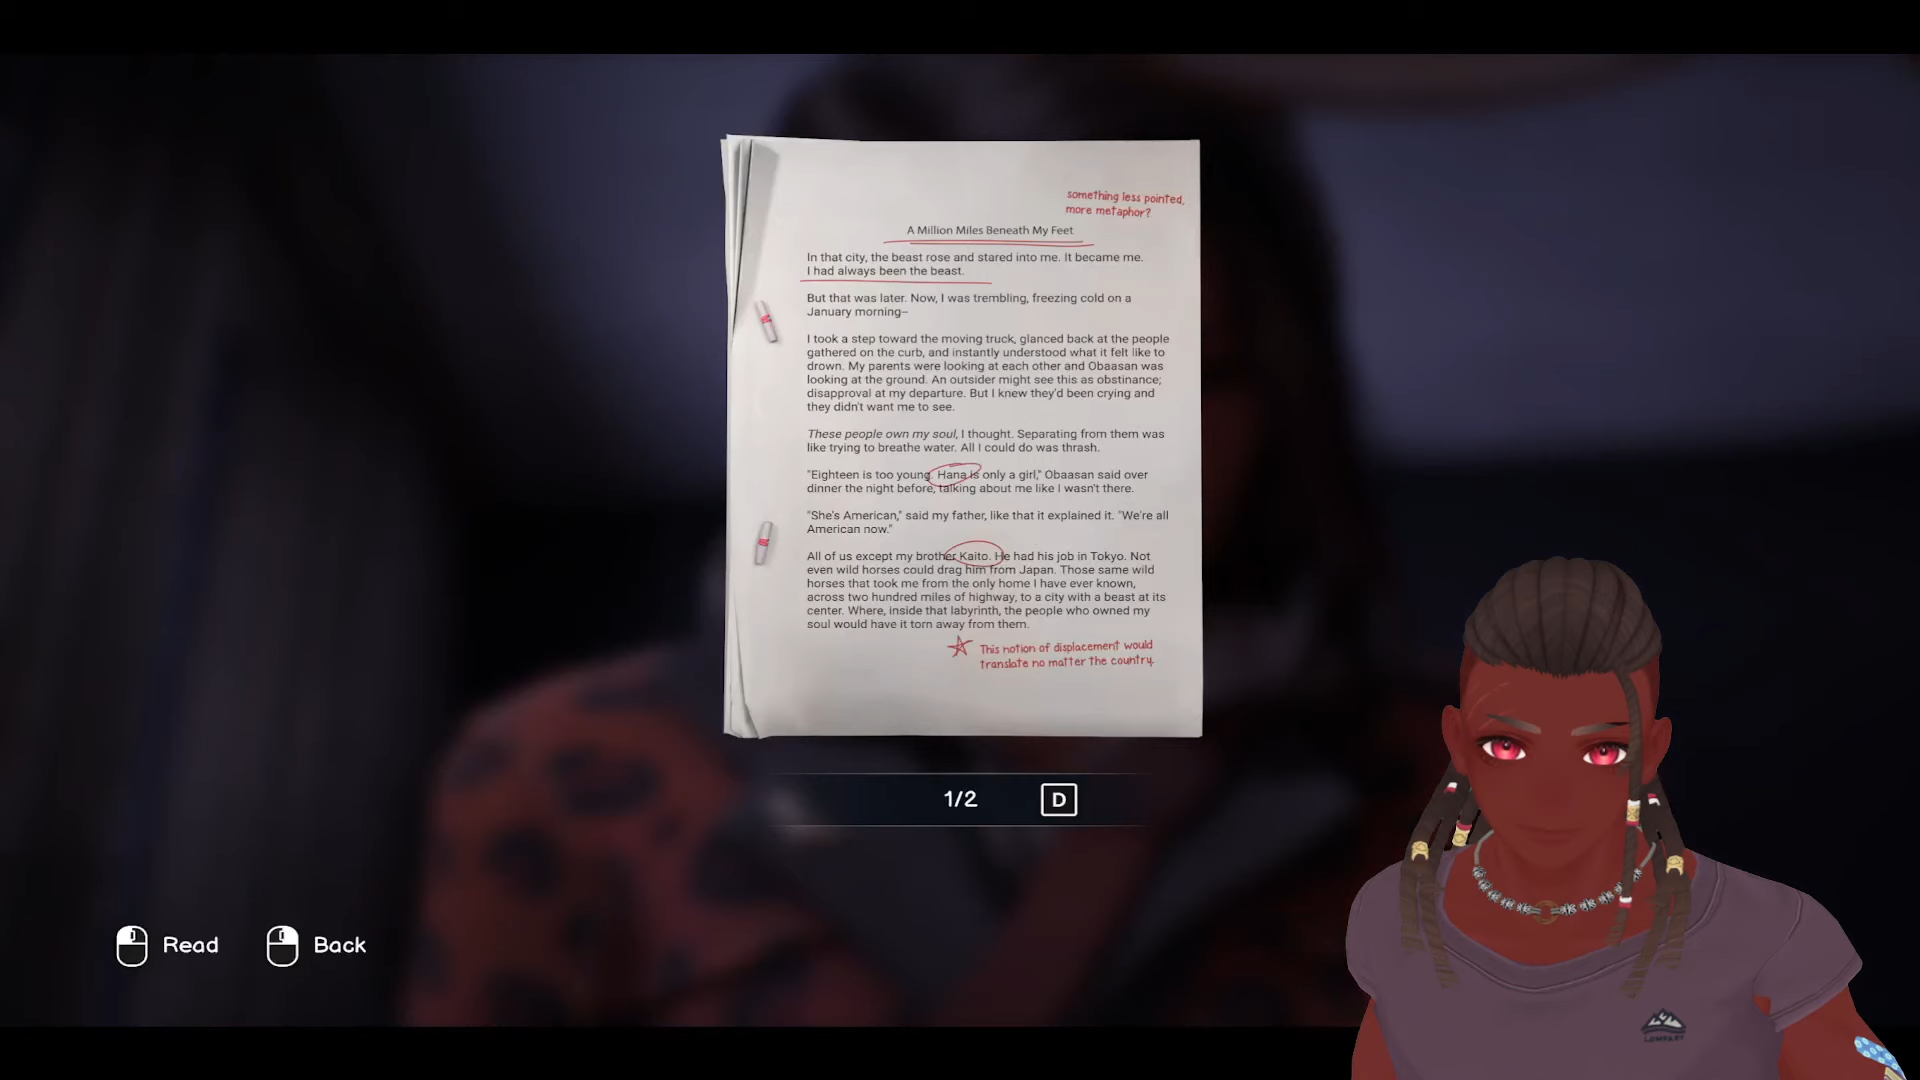 something less pointed,
more metaphor?
A Million Miles Beneath My Feet
In that city, the beast rose and stared into me. It became me.
I had always been the beast.
But that was later. Now, I was trembling, freezing cold on a
January morning–
I took a step toward the moving truck, glanced back at the people
gathered on the curb, and instantly understood what it felt like to
drown. My parents were looking at each other and Obaasan was
looking at the ground. An outsider might see this as obstinance;
disapproval at my departure. But I knew they'd been crying and
they didn't want me to see.
These people own my soul, I thought. Separating from them was
like trying to breathe water. All I could do was thrash.
"Eighteen is too young. Hana is only a girl," Obaasan said over
dinner the night before, talking about me like I wasn't there.
"She's American," said my father, like that it explained it. "We're all
American now."
All of us except my brother Kaito. He had his job in Tokyo. Not
even wild horses could drag him from Japan. Those same wild
horses that took me from the only home I have ever known,
across two hundred miles of highway, to a city with a beast at its
center. Where, inside that labyrinth, the people who owned my
soul would have it torn away from them.
This notion of displacement would
translate no matter the country.
1/2 D
Read Back
COMPANY